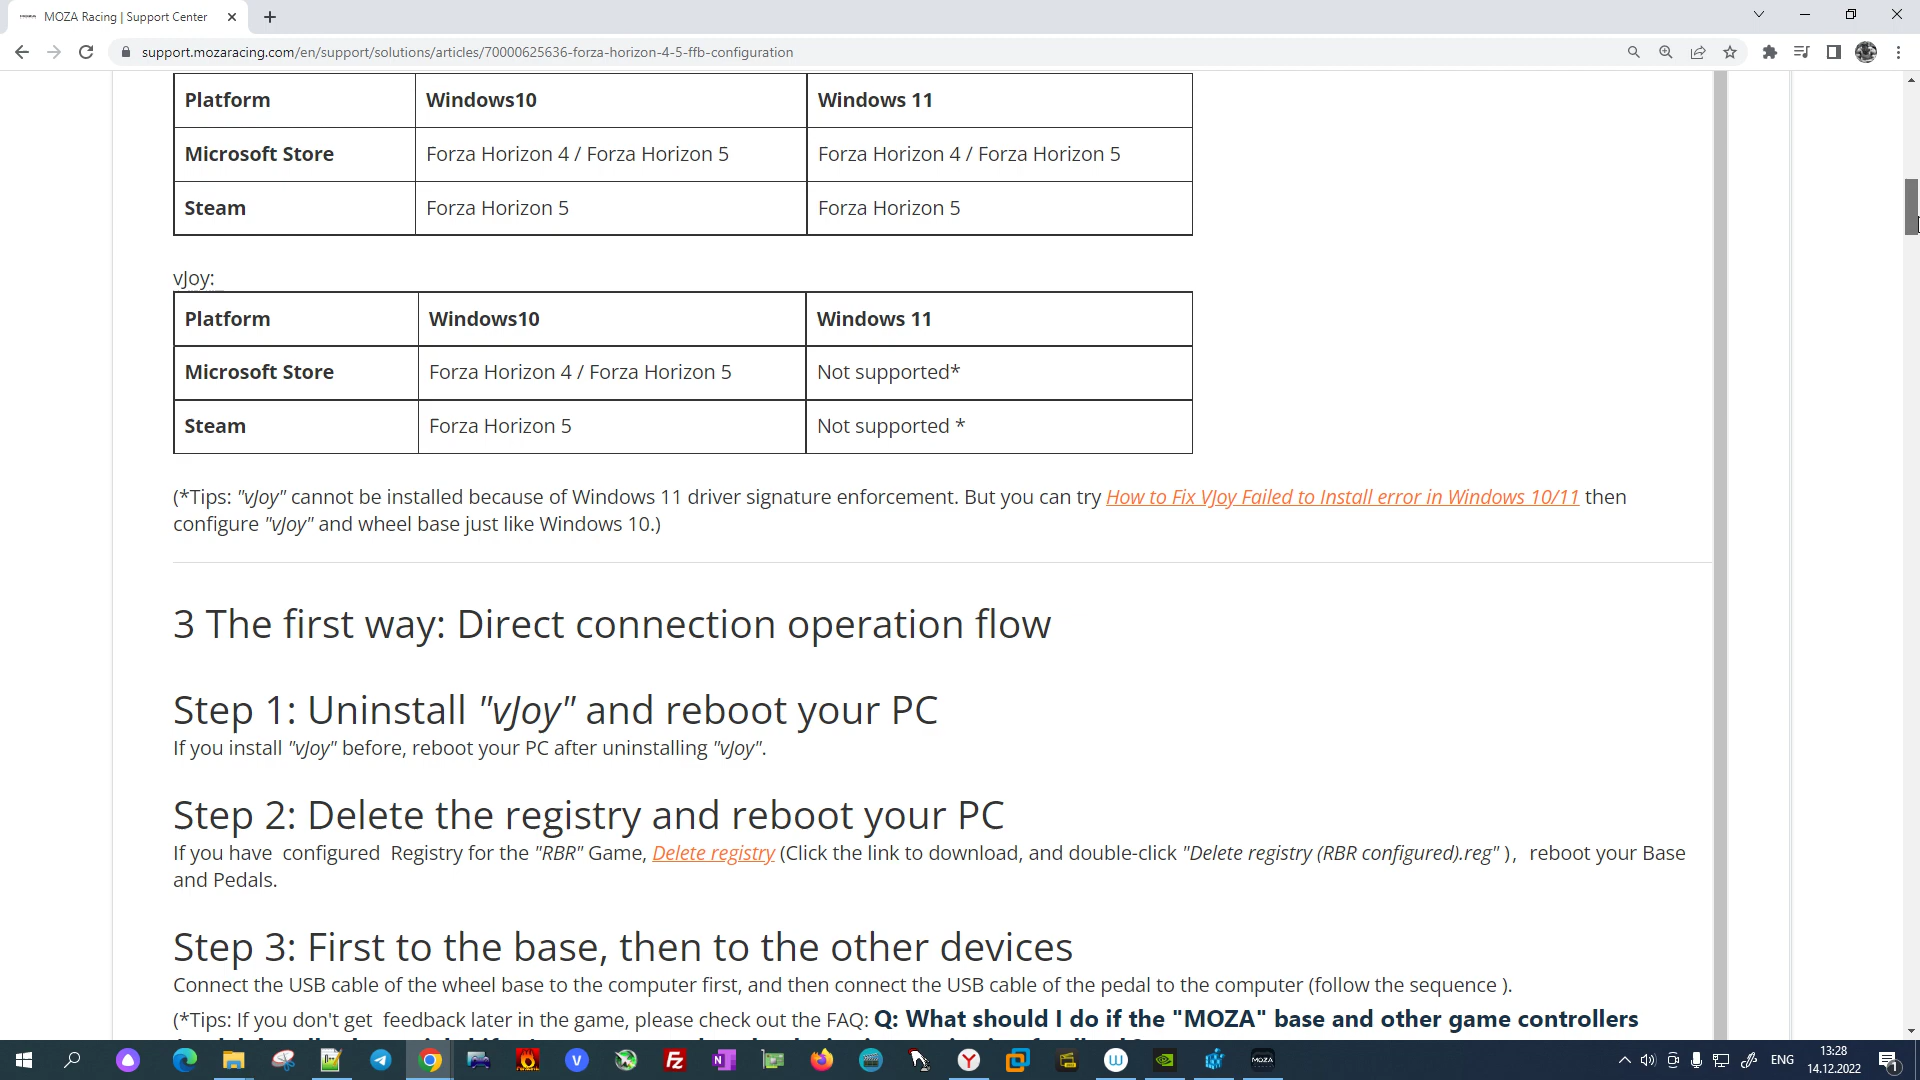 MOZA Racing | Support Center
support.mozaracing.com/en/support/solutions/articles/70000625636-forza-horizon-4-5-ffb-configuration
Platform Windows10 Windows 11
Microsoft Store Forza Horizon 4 / Forza Horizon 5 Forza Horizon 4 / Forza Horizon 5
Steam Forza Horizon 5 Forza Horizon 5
vJoy:
Platform Windows10 Windows 11
Microsoft Store Forza Horizon 4 / Forza Horizon 5 Not supported*
Steam Forza Horizon 5 Not supported *
(*Tips: "vJoy" cannot be installed because of Windows 11 driver signature enforcement. But you can try How to Fix VJoy Failed to Install error in Windows 10/11 then
configure "vJoy" and wheel base just like Windows 10.)
3 The first way: Direct connection operation flow
Step 1: Uninstall "vJoy" and reboot your PC
If you install "vJoy" before, reboot your PC after uninstalling "vJoy".
Step 2: Delete the registry and reboot your PC
If you have configured Registry for the "RBR" Game, Delete registry (Click the link to download, and double-click "Delete registry (RBR configured).reg" ), reboot your Base
and Pedals.
Step 3: First to the base, then to the other devices
Connect the USB cable of the wheel base to the computer first, and then connect the USB cable of the pedal to the computer (follow the sequence ).
(*Tips: If you don't get feedback later in the game, please check out the FAQ: Q: What should I do if the "MOZA" base and other game controllers
MOZA
ENG
13:28
14.12.2022
1